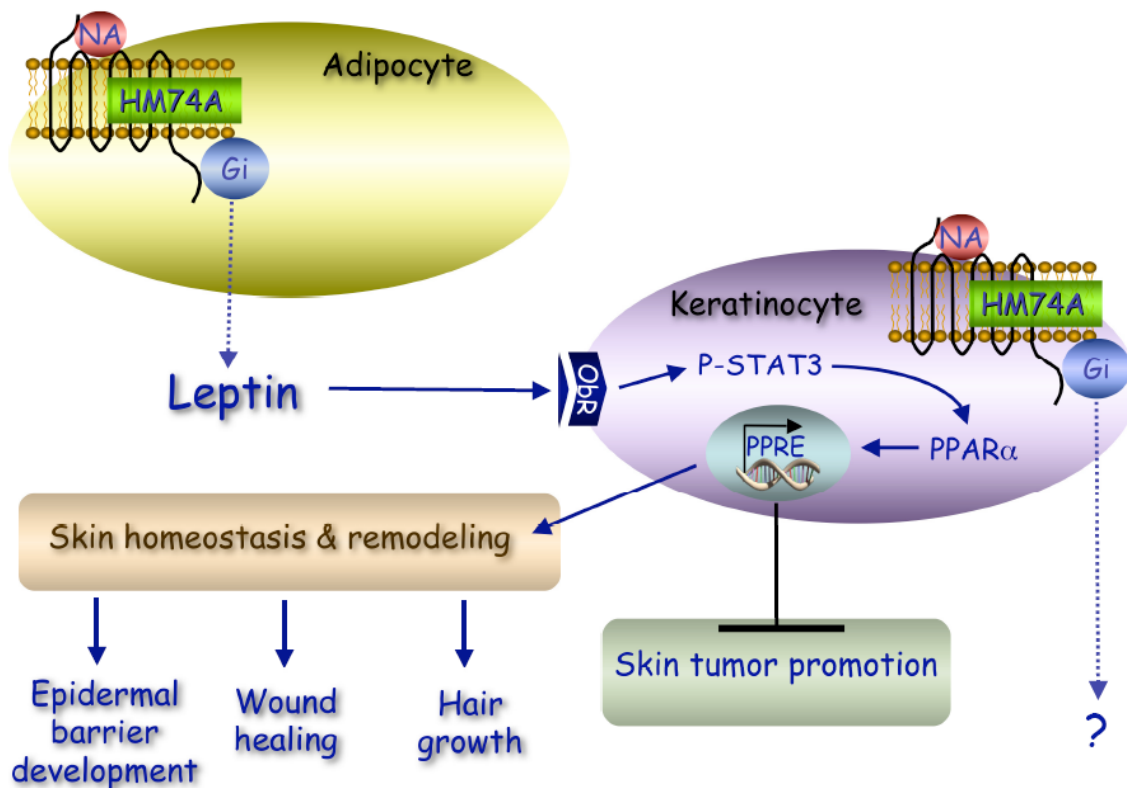 NA
Adipocyte
HM74A
Gi
NA
Keratinocyte
HM74A
Gi
Leptin
ObR
P-STAT3
PPRE
PPARα
Skin homeostasis & remodeling
Skin tumor promotion
Epidermal
barrier
development
Wound
healing
Hair
growth
?